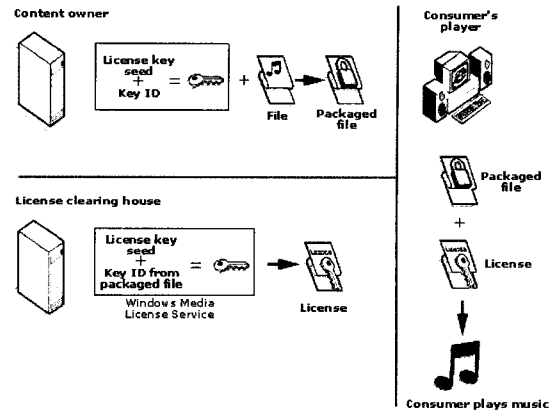 Content owner
License key
seed
+
Key ID
=
+
File
Packaged
file
License clearing house
License key
seed
+
Key ID from
packaged file
=
Windows Media
License Service
License
Consumer's
player
Packaged
file
+
License
Consumer plays music